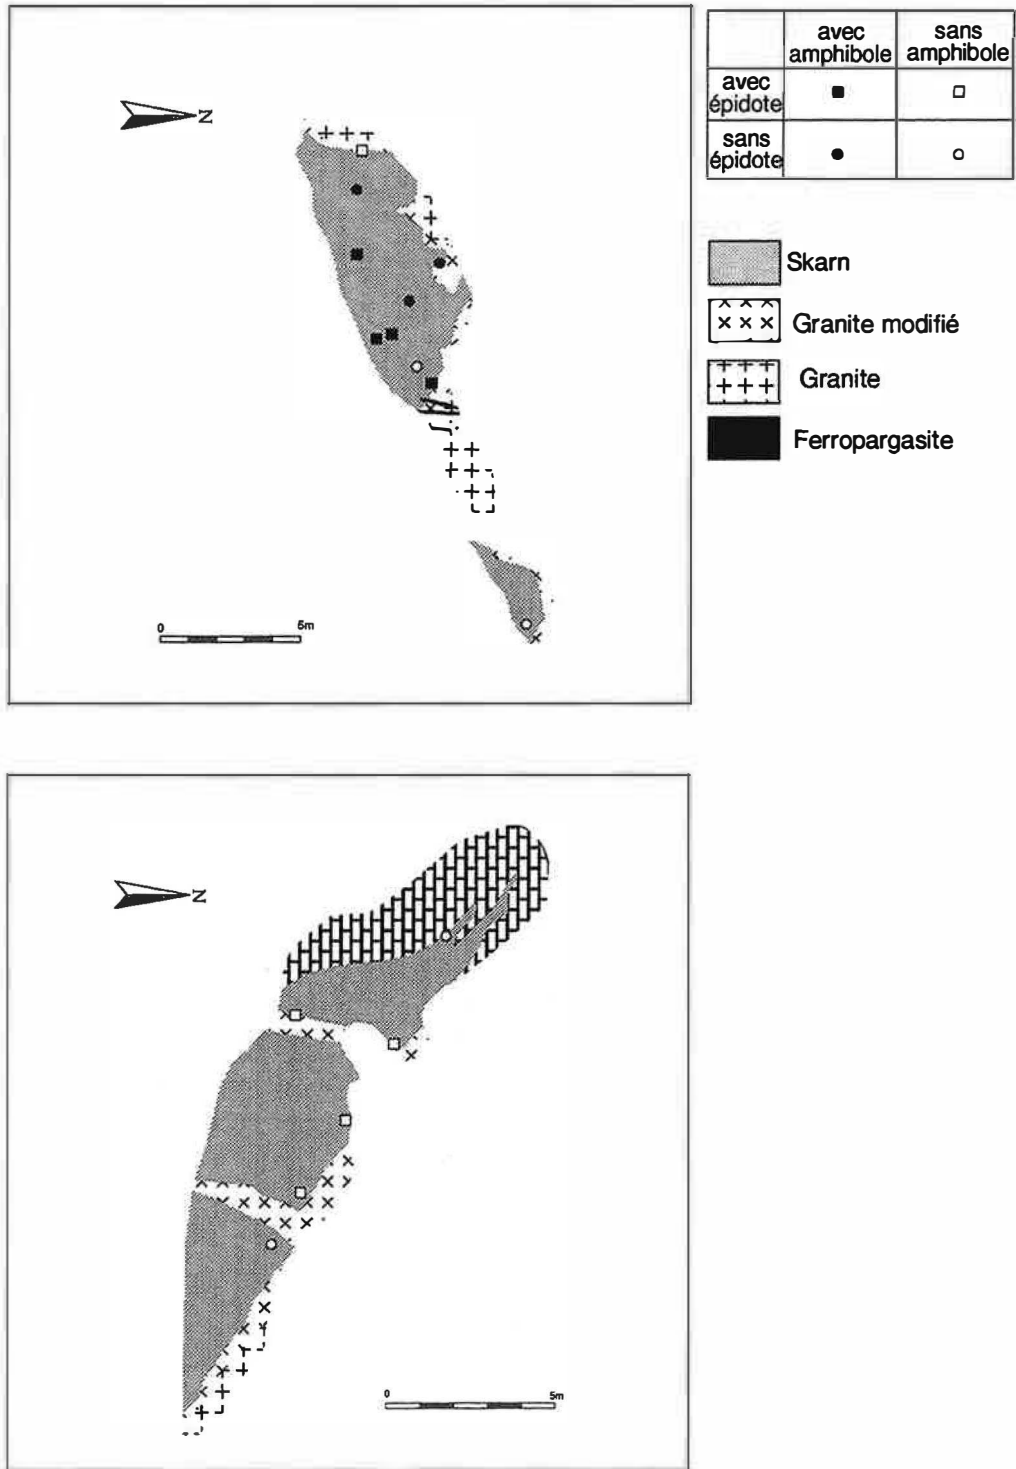 avec
amphibole
sans
amphibole
avec
épidote
sans
épidote
N
Skarn
Granite modifié
Granite
Ferropargasite
0 5m
N
0 5m